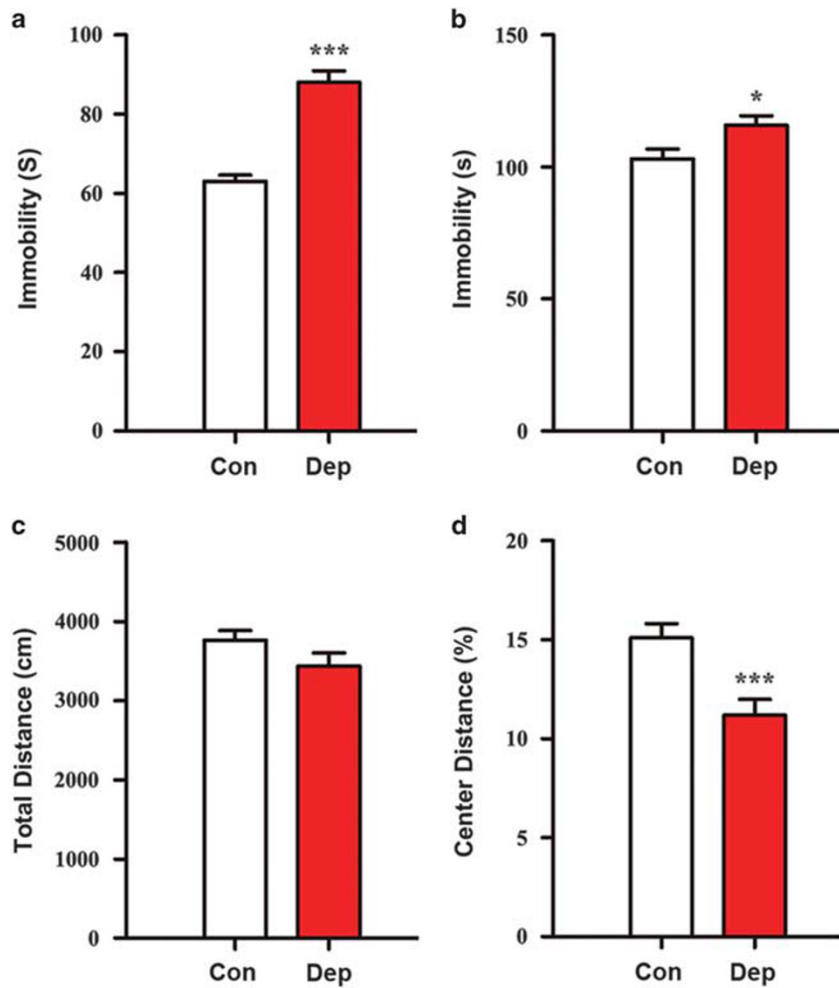 a
Immobility (S)
100
80
60
40
20
0
***
Con Dep
b
Immobility (s)
150
100
50
0
*
Con Dep
c
Total Distance (cm)
5000
4000
3000
2000
1000
0
Con Dep
d
Center Distance (%)
20
15
10
5
0
***
Con Dep